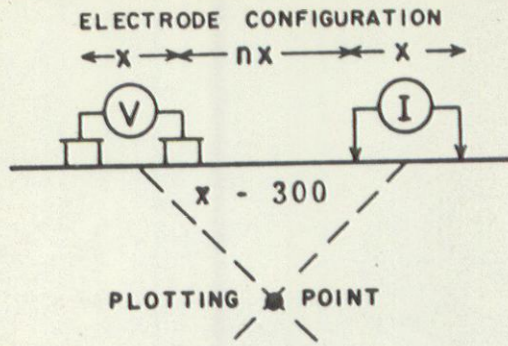 ELECTRODE CONFIGURATION
x nx x
V I
x - 300
PLOTTING POINT